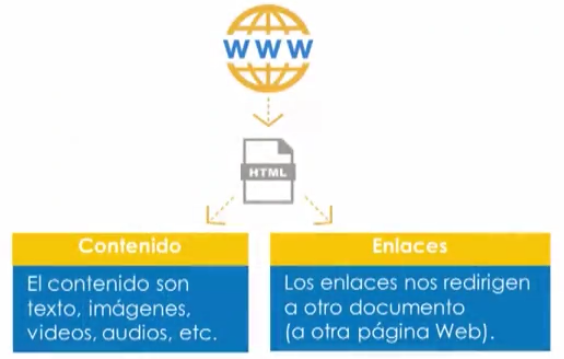 WWW
HTML
Contenido
El contenido son
texto, imágenes,
videos, audios, etc.
Enlaces
Los enlaces nos redirigen
a otro documento
(a otra página Web).